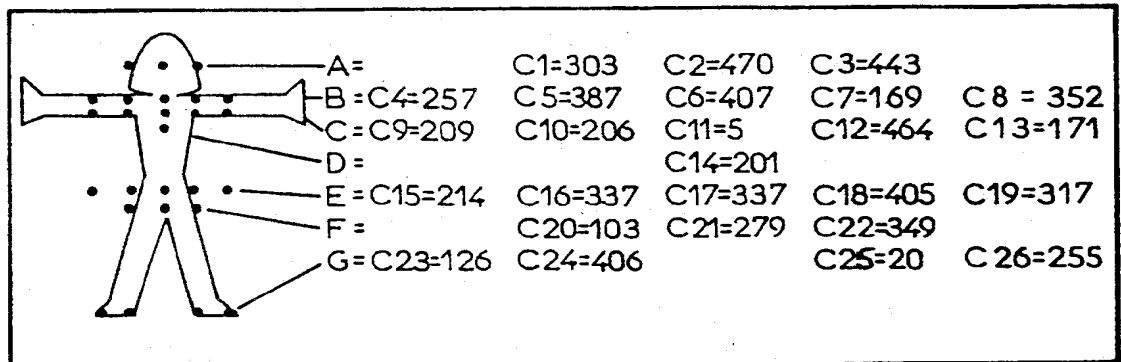 A= C1=303 C2=470 C3=443
B=C4=257 C5=387 C6=407 C7=169 C8 = 352
C=C9=209 C10=206 C11=5 C12=464 C13=171
D= C14=201
E=C15=214 C16=337 C17=337 C18=405 C19=317
F= C20=103 C21=279 C22=349
G=C23=126 C24=406 C25=20 C26=255